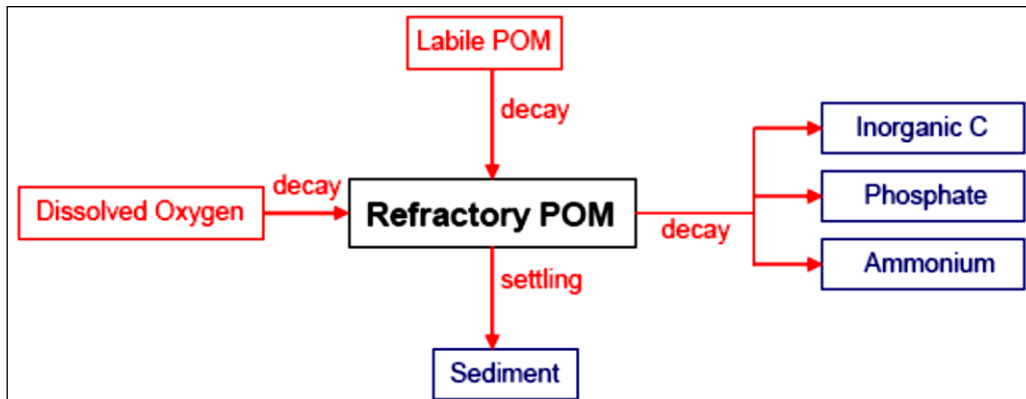 Labile POM
decay
Inorganic C
decay
Dissolved Oxygen
Refractory POM
decay
Phosphate
Ammonium
settling
Sediment